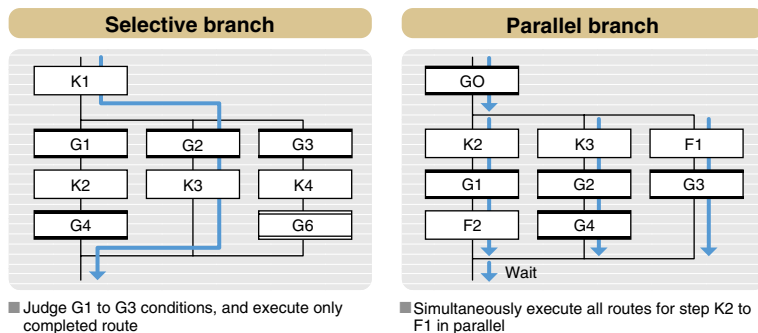 Selective branch
K1
G1 G2 G3
K2 K3 K4
G4 G6
Judge G1 to G3 conditions, and execute only
completed route
Parallel branch
GO
K2 K3 F1
G1 G2 G3
F2 G4
Wait
Simultaneously execute all routes for step K2 to
F1 in parallel